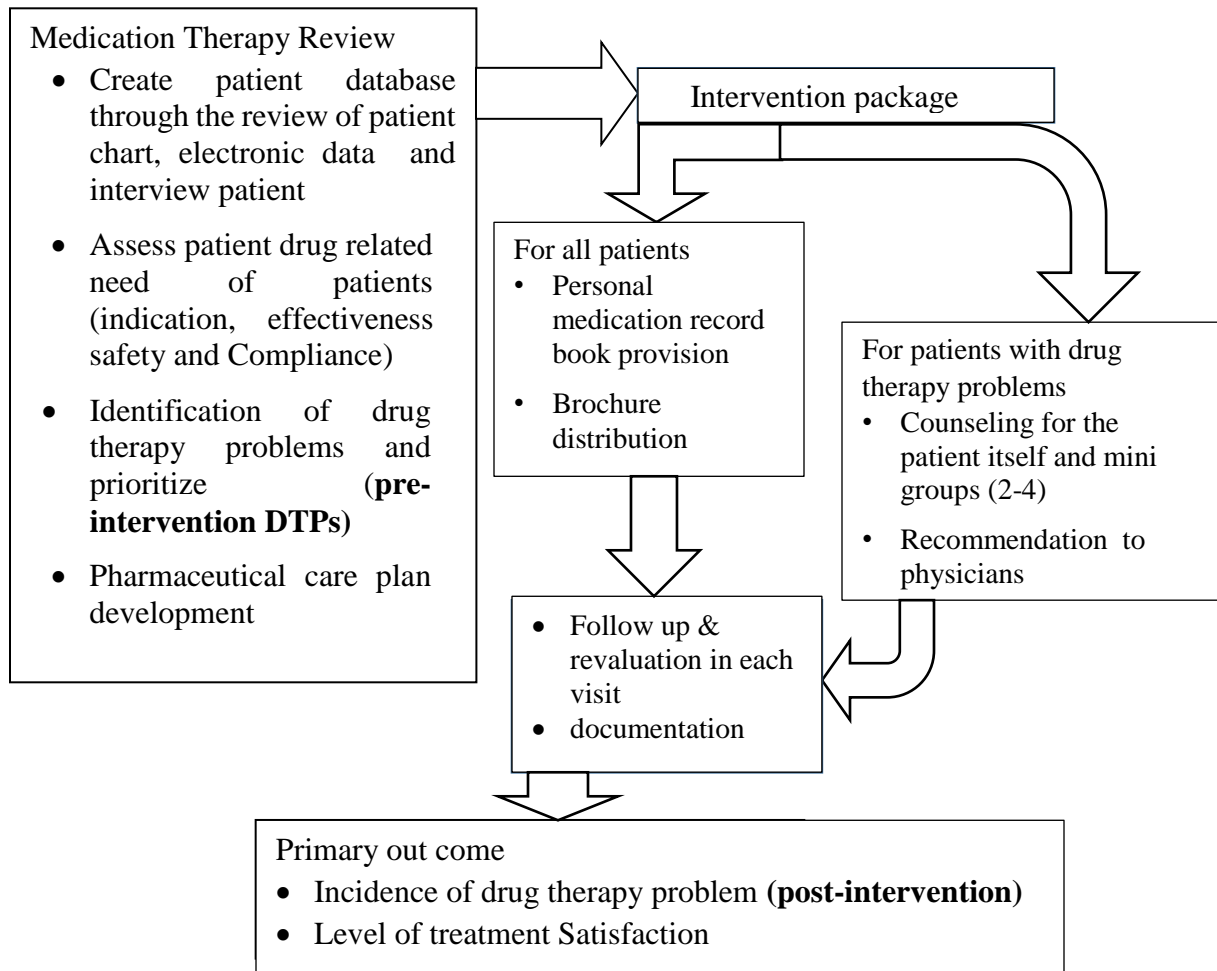 Medication Therapy Review
• Create patient database
through the review of patient
chart, electronic data and
interview patient
• Assess patient drug related
need of patients
(indication, effectiveness
safety and Compliance)
• Identification of drug
therapy problems and
prioritize (pre-
intervention DTPs)
• Pharmaceutical care plan
development
Intervention package
For all patients
• Personal
medication record
book provision
• Brochure
distribution
For patients with drug
therapy problems
• Counseling for the
patient itself and mini
groups (2-4)
• Recommendation to
physicians
• Follow up &
revaluation in each
visit
• documentation
Primary out come
• Incidence of drug therapy problem (post-intervention)
• Level of treatment Satisfaction